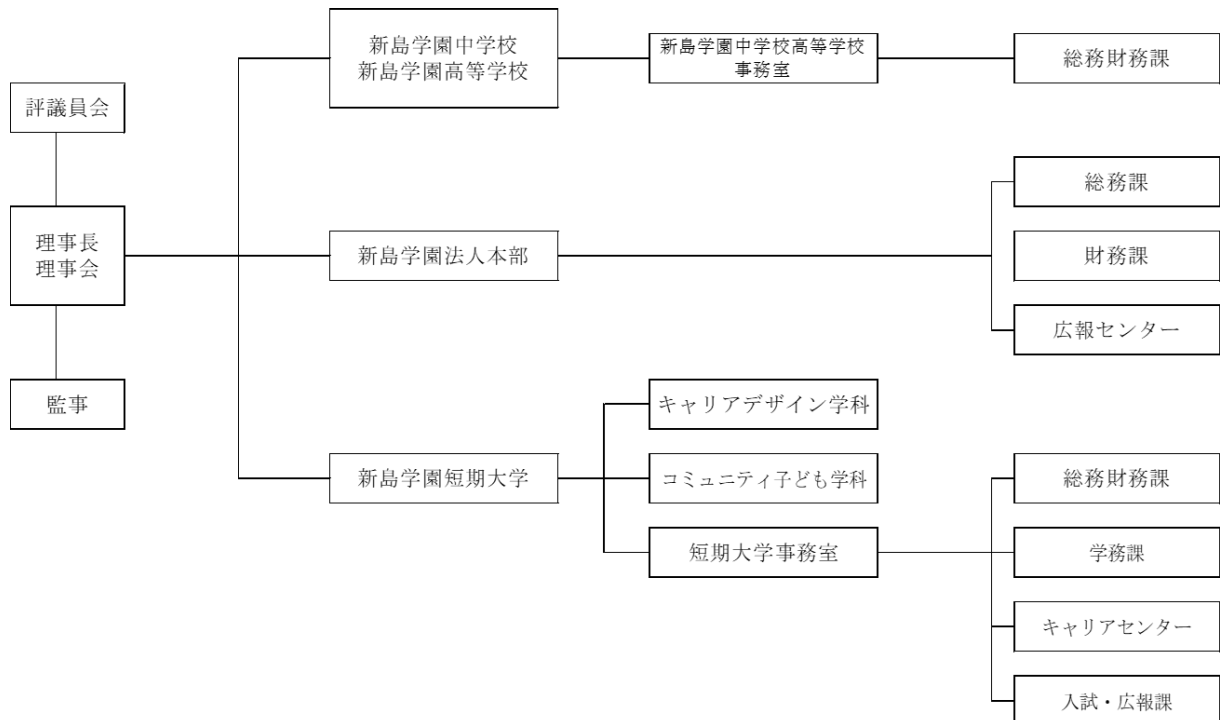 評議員会
理事長
理事会
監事
新島学園中学校
新島学園高等学校
新島学園中学校高等学校
事務室
総務財務課
新島学園法人本部
総務課
財務課
広報センター
新島学園短期大学
キャリアデザイン学科
コミュニティ子ども学科
短期大学事務室
総務財務課
学務課
キャリアセンター
入試・広報課